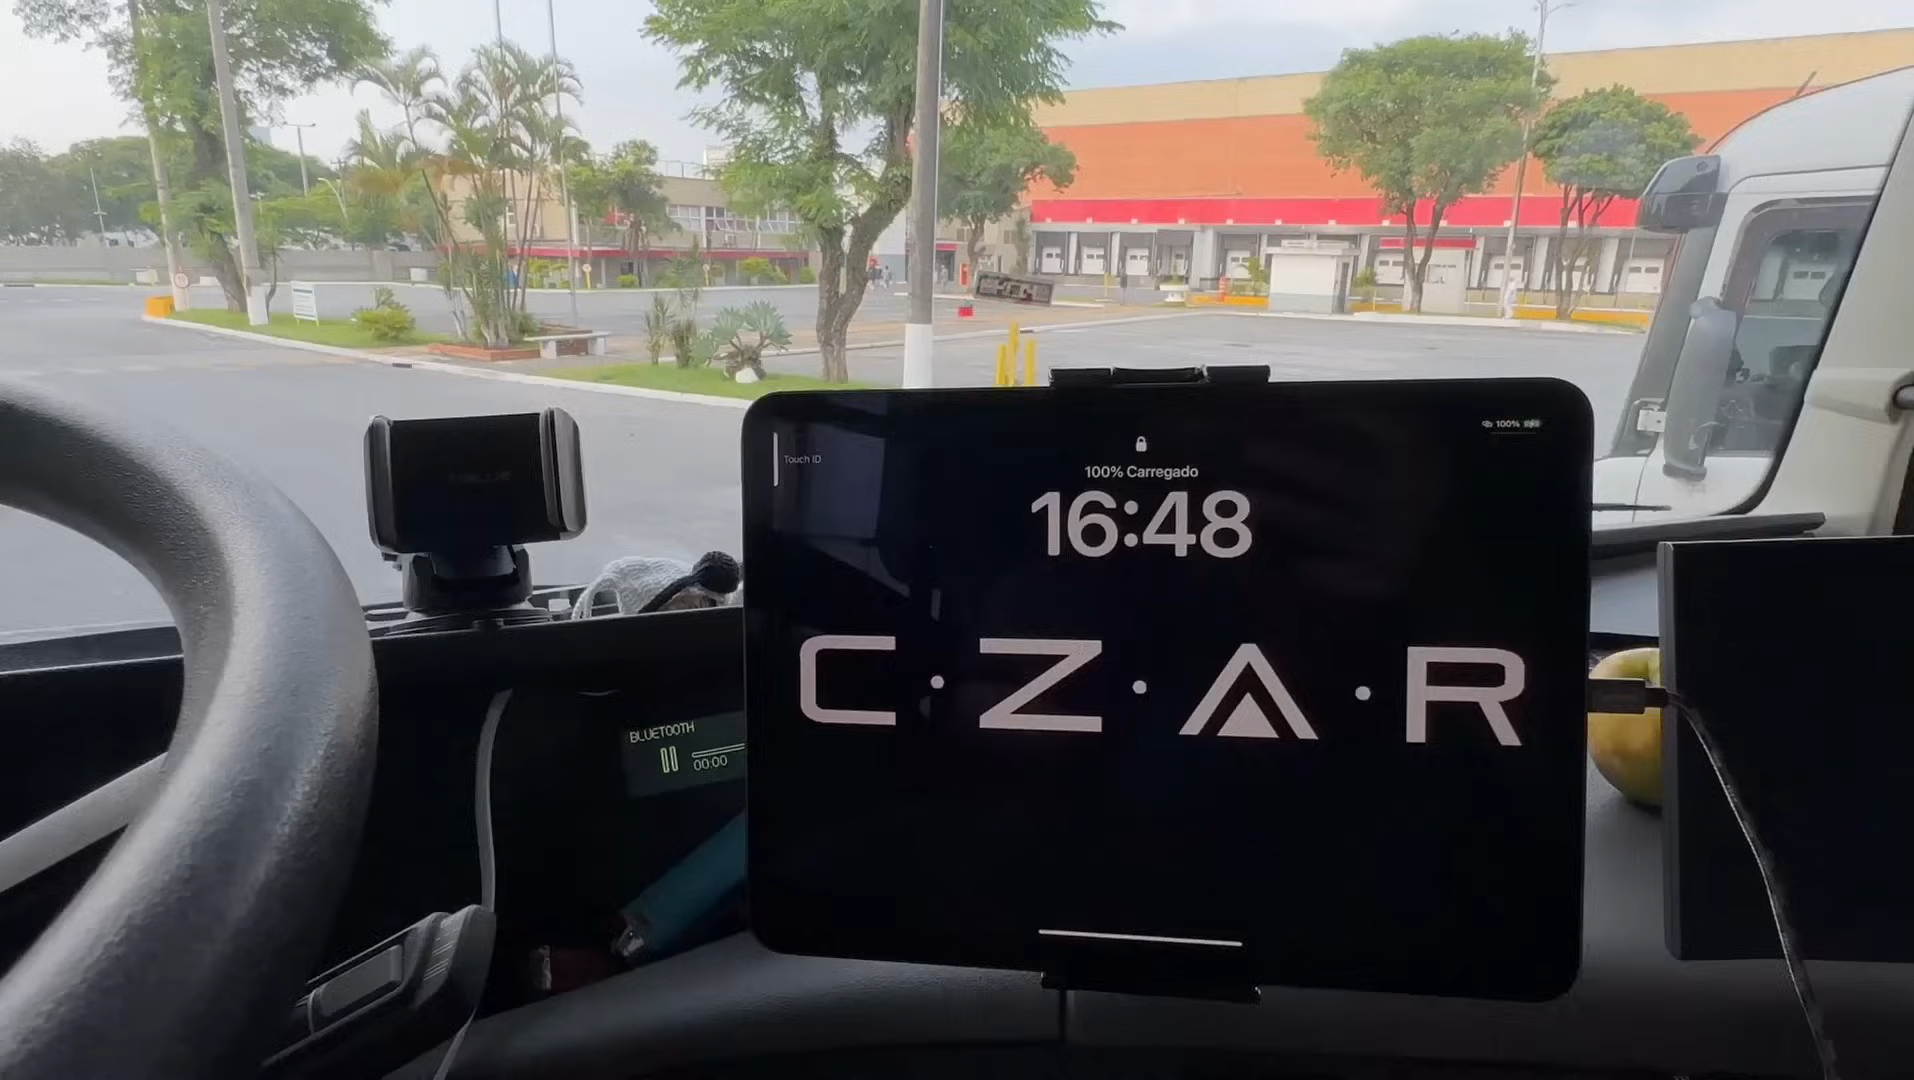 Touch ID
100%
100% Carregado
16:48
C·Z·A·R
BLUETOOTH
00:00